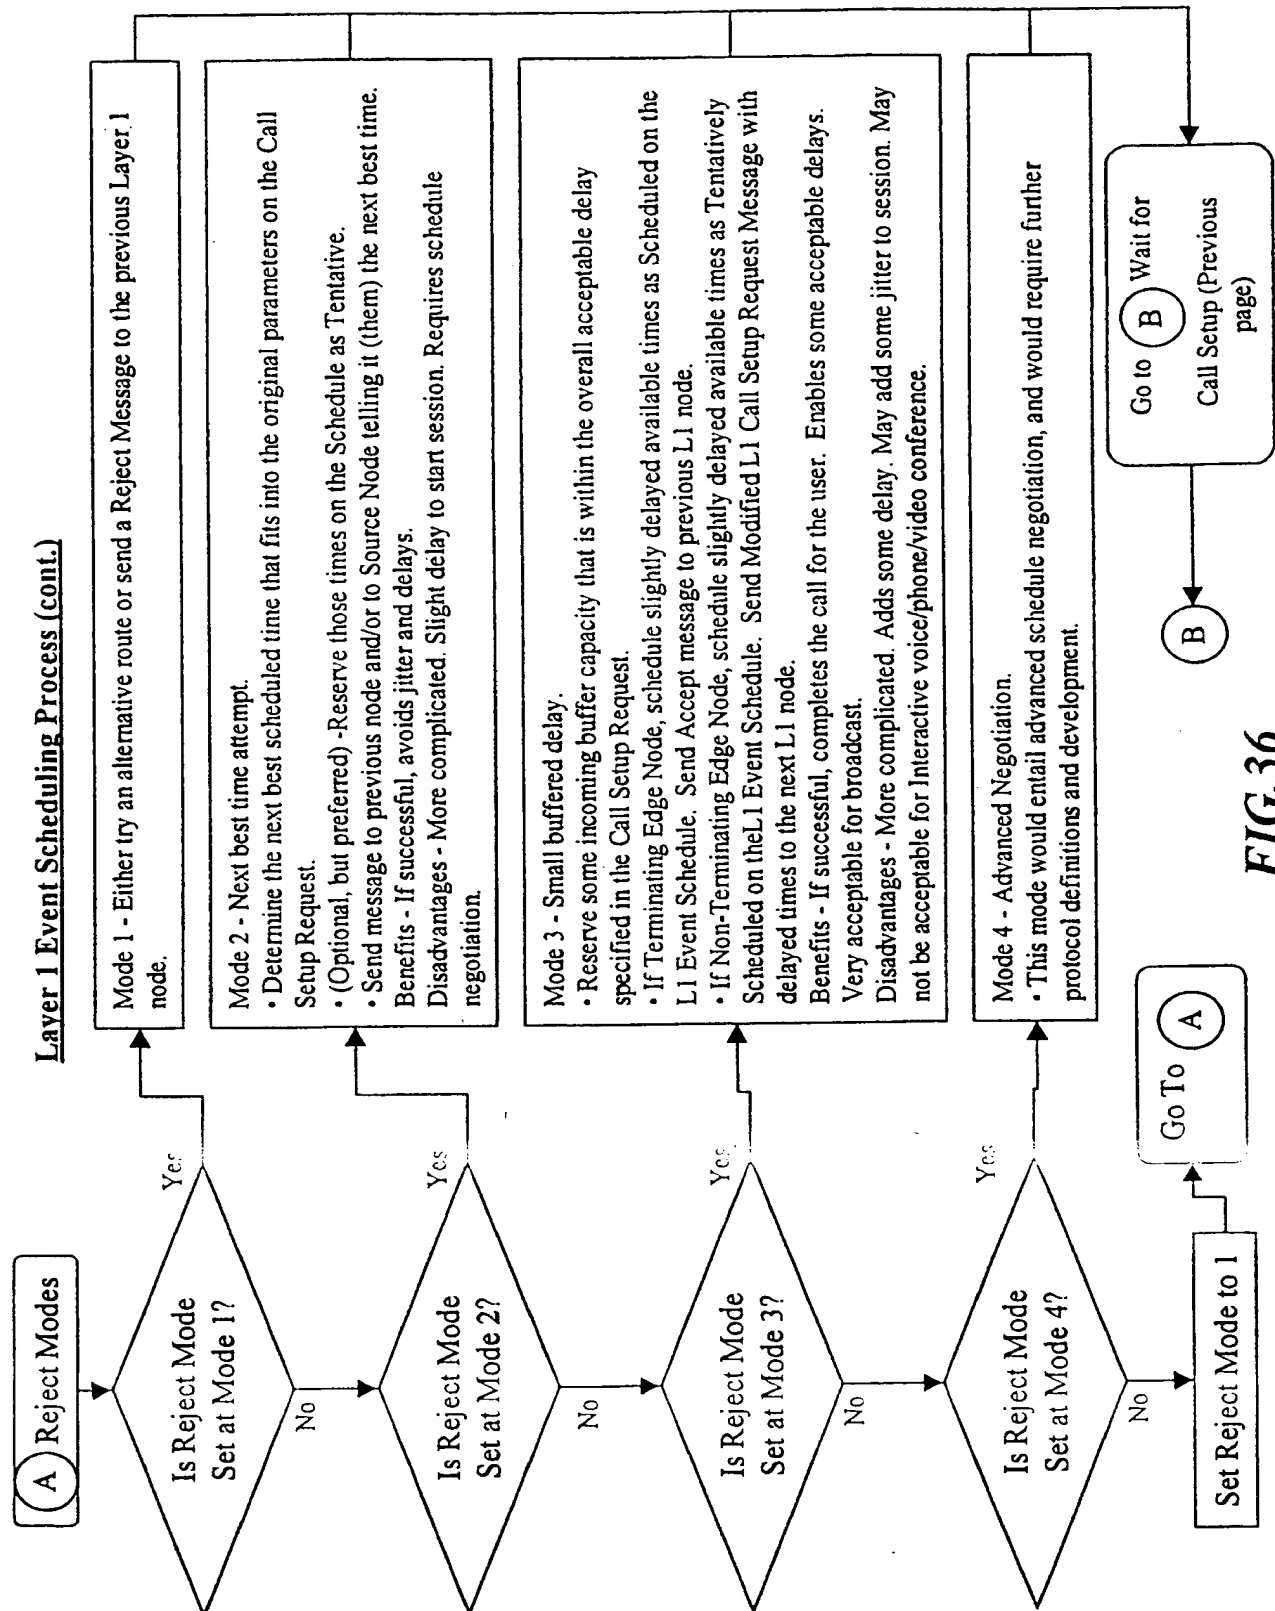 Layer 1 Event Scheduling Process (cont.)
A Reject Modes
Is Reject Mode
Set at Mode 1?
Yes
No
Mode 1 - Either try an alternative route or send a Reject Message to the previous Layer 1
node.
Is Reject Mode
Set at Mode 2?
Yes
No
Mode 2 - Next best time attempt.
• Determine the next best scheduled time that fits into the original parameters on the Call
Setup Request.
• (Optional, but preferred) -Reserve those times on the Schedule as Tentative.
• Send message to previous node and/or to Source Node telling it (them) the next best time.
Benefits - If successful, avoids jitter and delays.
Disadvantages - More complicated. Slight delay to start session. Requires schedule
negotiation.
Is Reject Mode
Set at Mode 3?
Yes
No
Mode 3 - Small buffered delay.
• Reserve some incoming buffer capacity that is within the overall acceptable delay
specified in the Call Setup Request.
• If Terminating Edge Node, schedule slightly delayed available times as Scheduled on the
L1 Event Schedule. Send Accept message to previous L1 node.
• If Non-Terminating Edge Node, schedule slightly delayed available times as Tentatively
Scheduled on theL1 Event Schedule. Send Modified L1 Call Setup Request Message with
delayed times to the next L1 node.
Benefits - If successful, completes the call for the user. Enables some acceptable delays.
Very acceptable for broadcast.
Disadvantages - More complicated. Adds some delay. May add some jitter to session. May
not be acceptable for Interactive voice/phone/video conference.
Is Reject Mode
Set at Mode 4?
Yes
No
Mode 4 - Advanced Negotiation.
• This mode would entail advanced schedule negotiation, and would require further
protocol definitions and development.
Set Reject Mode to 1
Go To A
B
Go to B Wait for
Call Setup (Previous
page)
FIG.36